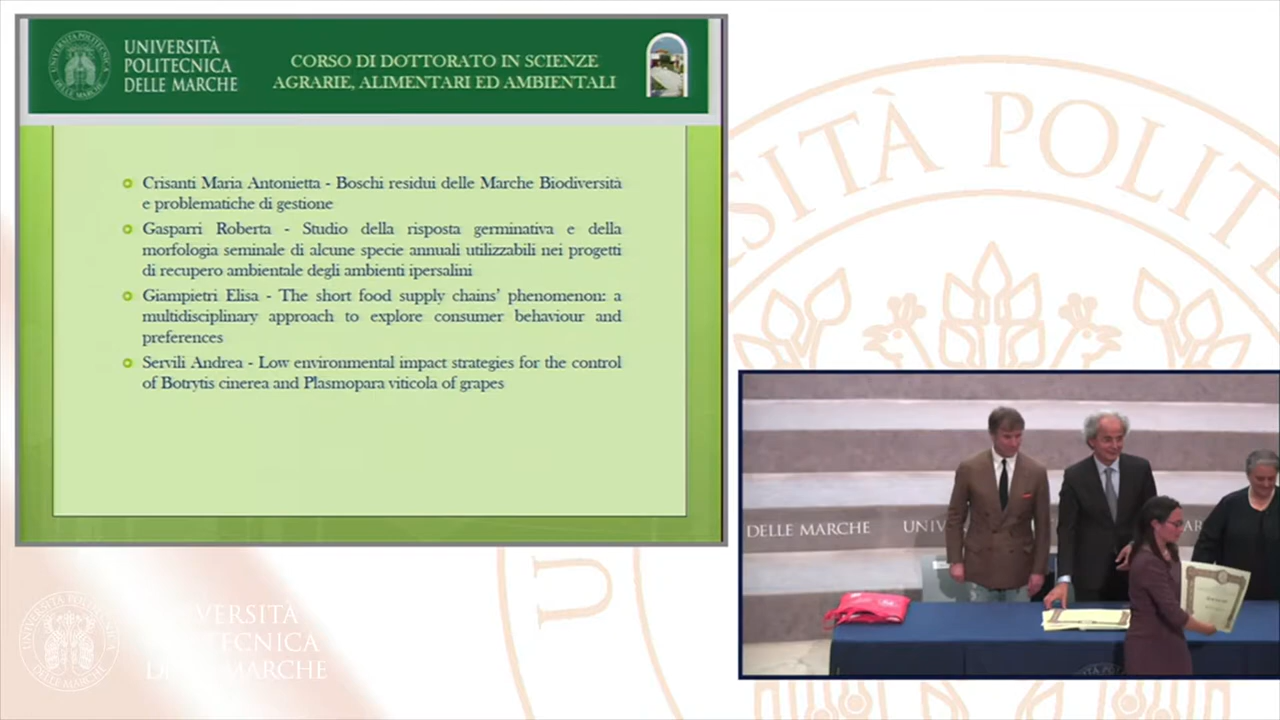 UNIVERSITÀ
POLITECNICA
DELLE MARCHE
CORSO DI DOTTORATO IN SCIENZE
AGRARIE, ALIMENTARI ED AMBIENTALI
Crisanti Maria Antonietta - Boschi residui delle Marche Biodiversità
e problematiche di gestione
Gasparri Roberta - Studio della risposta germinativa e della
morfologia seminale di alcune specie annuali utilizzabili nei progetti
di recupero ambientale degli ambienti ipersalini
Giampietri Elisa - The short food supply chains' phenomenon: a
multidisciplinary approach to explore consumer behaviour and
preferences
Servili Andrea - Low environmental impact strategies for the control
of Botrytis cinerea and Plasmopara viticola of grapes
SITÀ POLIT
DELLE MARCHE UNIV
VERSITÀ
POLITECNICA
DELLE MARCHE